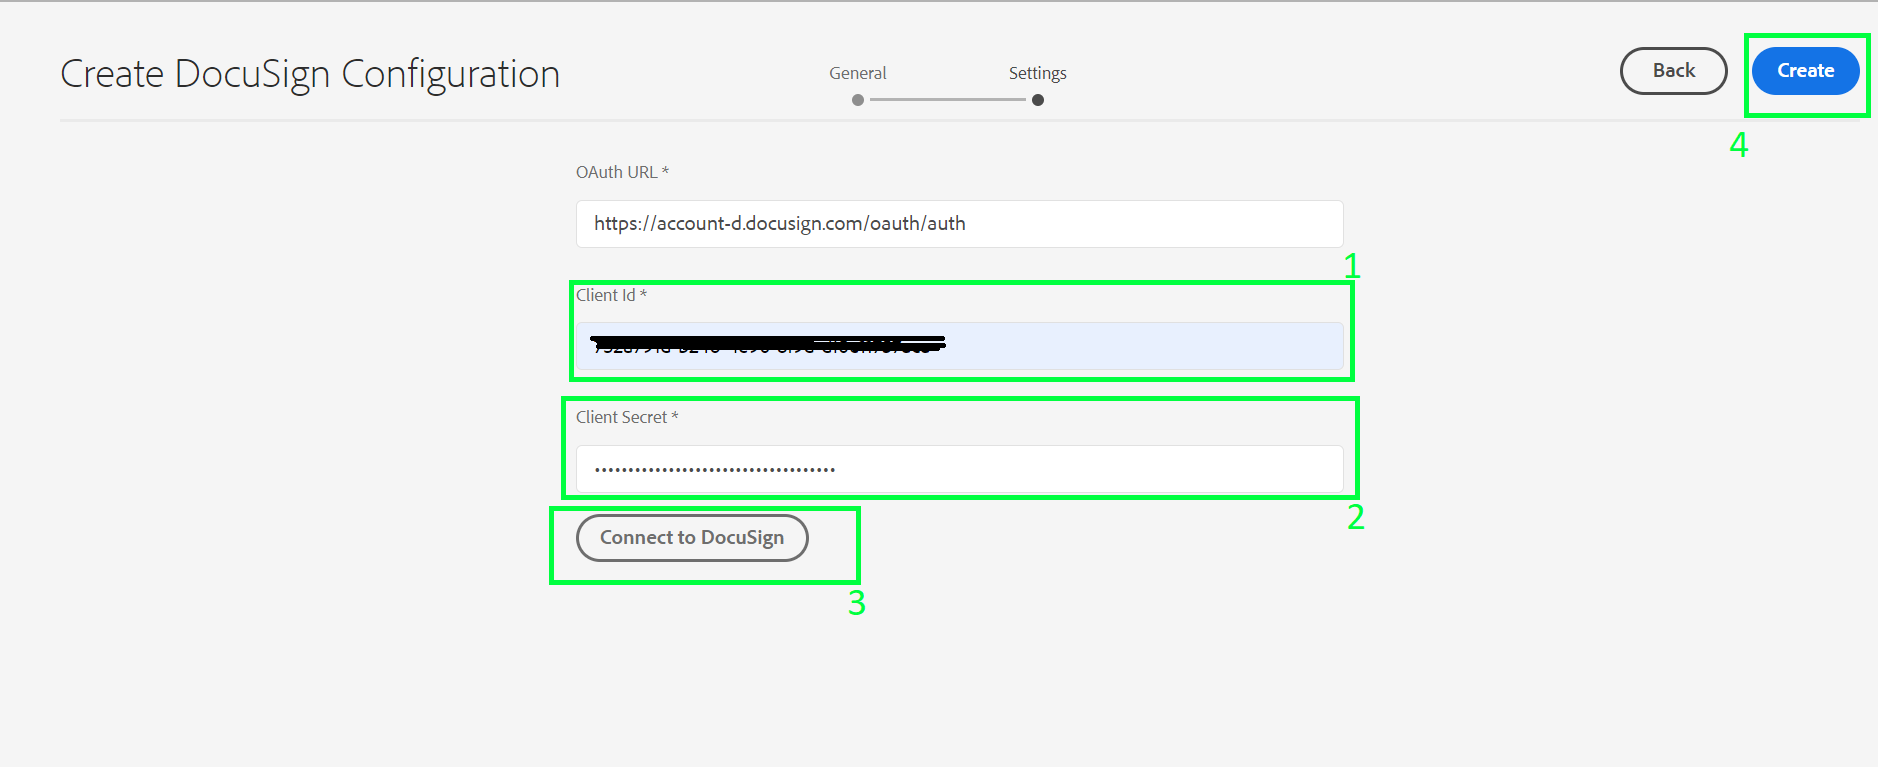 Create DocuSign Configuration
General
Settings
Back
Create
4
OAuth URL *
https://account-d.docusign.com/oauth/auth
1
Client Id *
Client Secret *
2
Connect to DocuSign
3